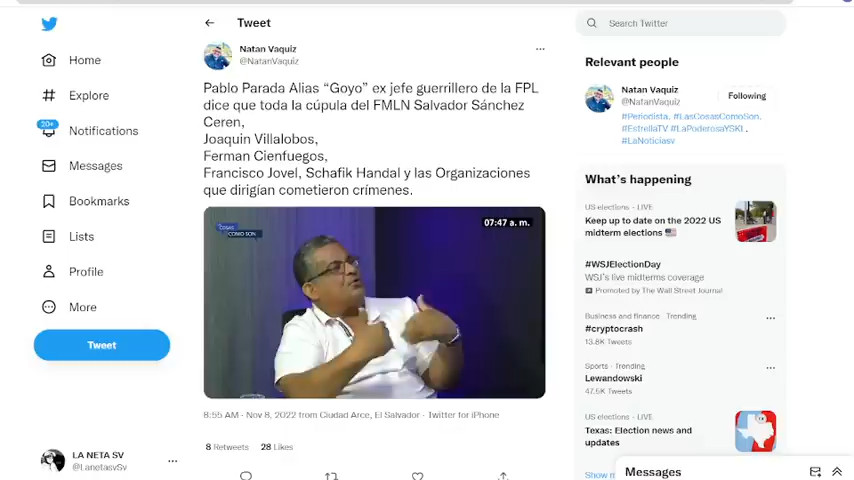 Tweet
Search Twitter
Natan Vaquiz
@NatanVaquiz
Pablo Parada Alias “Goyo” ex jefe guerrillero de la FPL
dice que toda la cúpula del FMLN Salvador Sánchez
Ceren,
Joaquin Villalobos,
Ferman Cienfuegos,
Francisco Jovel, Schafik Handal y las Organizaciones
que dirigían cometieron crímenes.
COSAS
COMO SON
07:47 a. m.
8:55 AM · Nov 8, 2022 from Ciudad Arce, El Salvador · Twitter for iPhone
8 Retweets 28 Likes
Home
Explore
20+
Notifications
Messages
Bookmarks
Lists
Profile
More
Tweet
LA NETA SV
@LanetasvSv
Relevant people
Natan Vaquiz
@NatanVaquiz
Following
#Periodista. #LasCosasComoSon.
#EstrellaTV #LaPoderosaYSKL.
#LaNoticiasv
What's happening
US elections · LIVE
Keep up to date on the 2022 US
midterm elections
#WSJElectionDay
WSJ's live midterms coverage
Promoted by The Wall Street Journal
Business and finance · Trending
#cryptocrash
13.8K Tweets
Sports · Trending
Lewandowski
47.5K Tweets
US elections · LIVE
Texas: Election news and
updates
Show
Messages